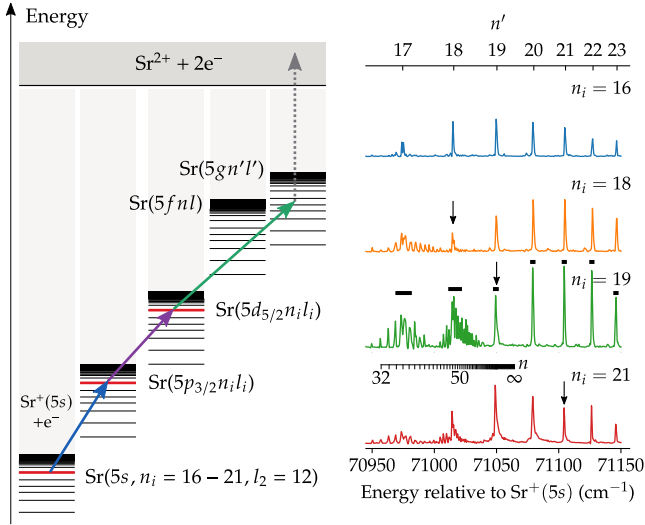 Energy
Sr²⁺ + 2e⁻
Sr(5gn′l′)
Sr(5fnl)
Sr(5d₅/₂nᵢlᵢ)
Sr(5p₃/₂nᵢlᵢ)
Sr⁺(5s)
+e⁻
Sr(5s, nᵢ = 16 − 21, l₂ = 12)
n′
17 18 19 20 21 22 23
nᵢ = 16
nᵢ = 18
nᵢ = 19
n
32 50 ∞
nᵢ = 21
70950 71000 71050 71100 71150
Energy relative to Sr⁺(5s) (cm⁻¹)